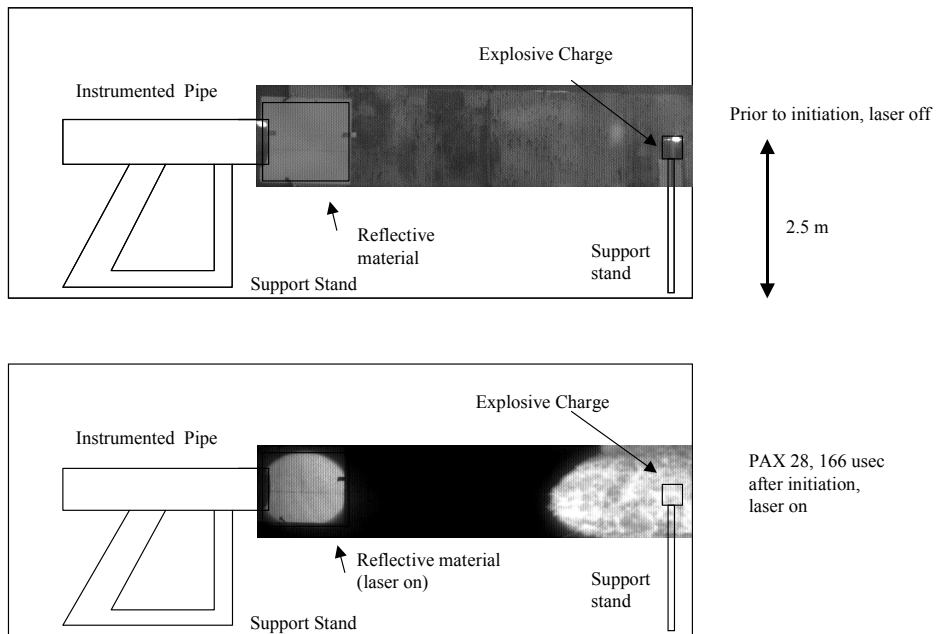 Explosive Charge
Instrumented Pipe
Prior to initiation, laser off
2.5 m
Reflective
material
Support
stand
Support Stand
Explosive Charge
Instrumented Pipe
PAX 28, 166 usec
after initiation,
laser on
Reflective material
(laser on)
Support
stand
Support Stand